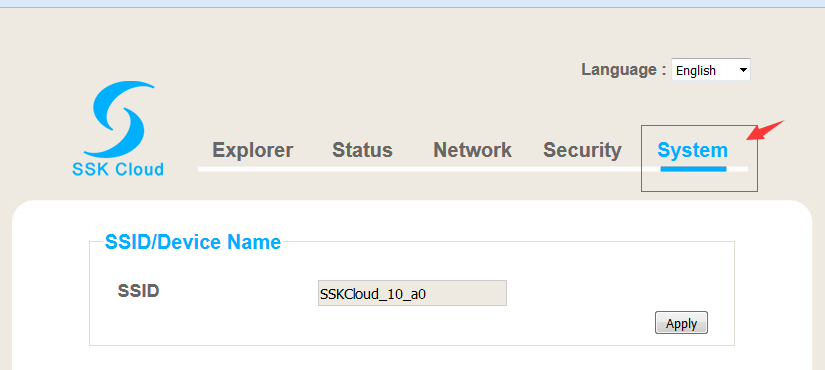 Language : English
SSK Cloud
Explorer Status Network Security System
SSID/Device Name
SSID SSKCloud_10_a0
Apply